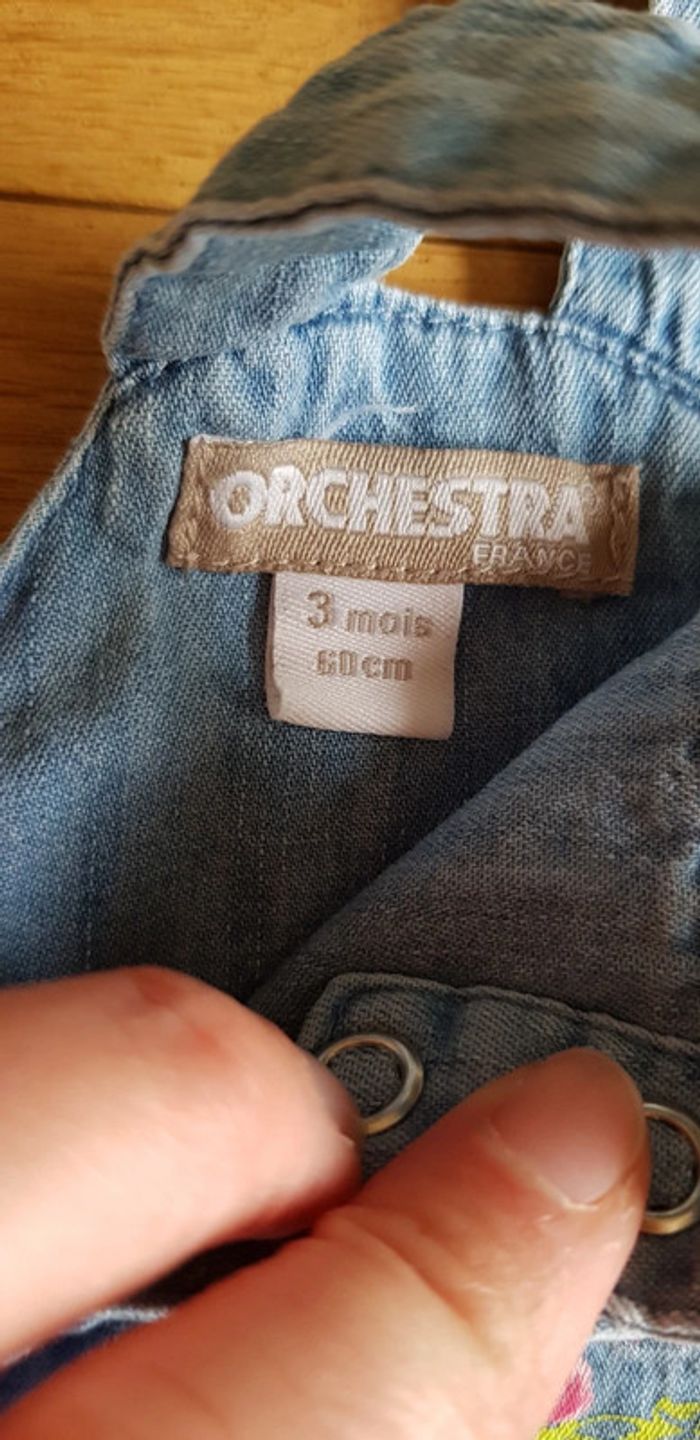 ORCHESTRA
FRANCE
3 mois
60cm